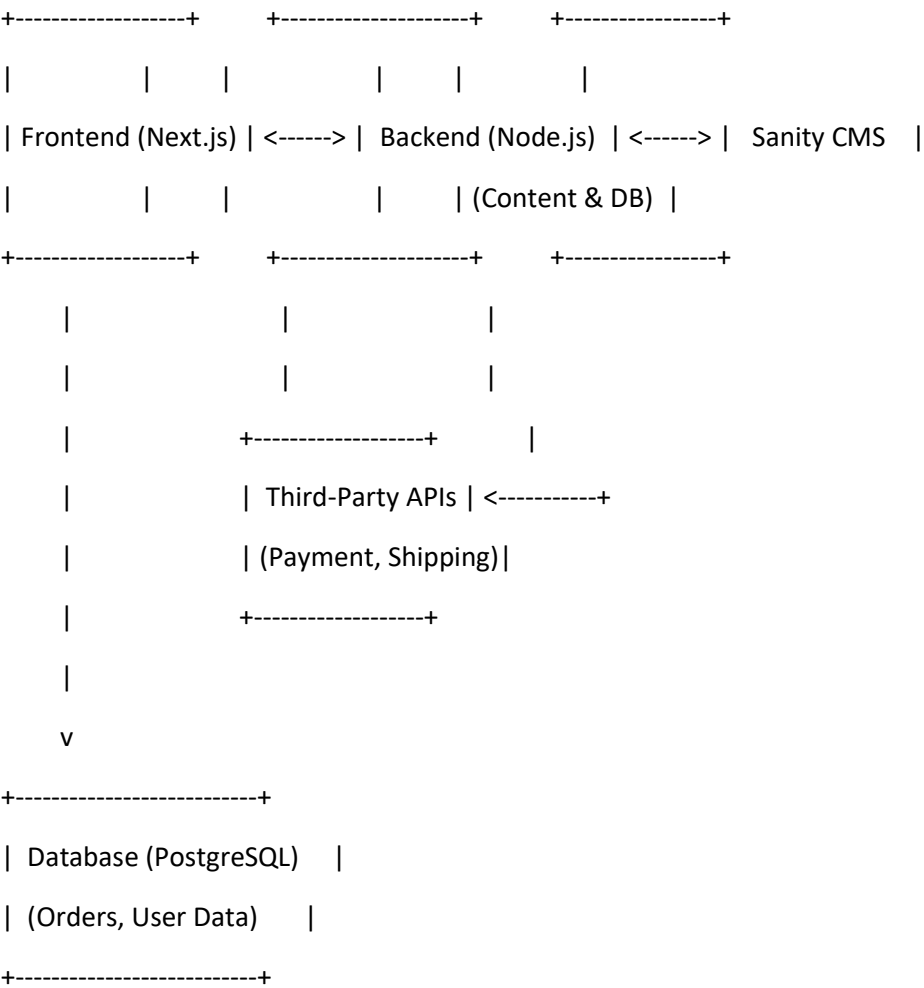 +-------------------+ +---------------------+ +-----------------+
| | | | | |
| Frontend (Next.js) | <------> | Backend (Node.js) | <------> | Sanity CMS |
| | | | | (Content & DB) |
+-------------------+ +---------------------+ +-----------------+
| | |
| | |
| +-------------------+ |
| | Third-Party APIs | <-----------+
| | (Payment, Shipping)|
| +-------------------+
|
v
+---------------------------+
| Database (PostgreSQL) |
| (Orders, User Data) |
+---------------------------+